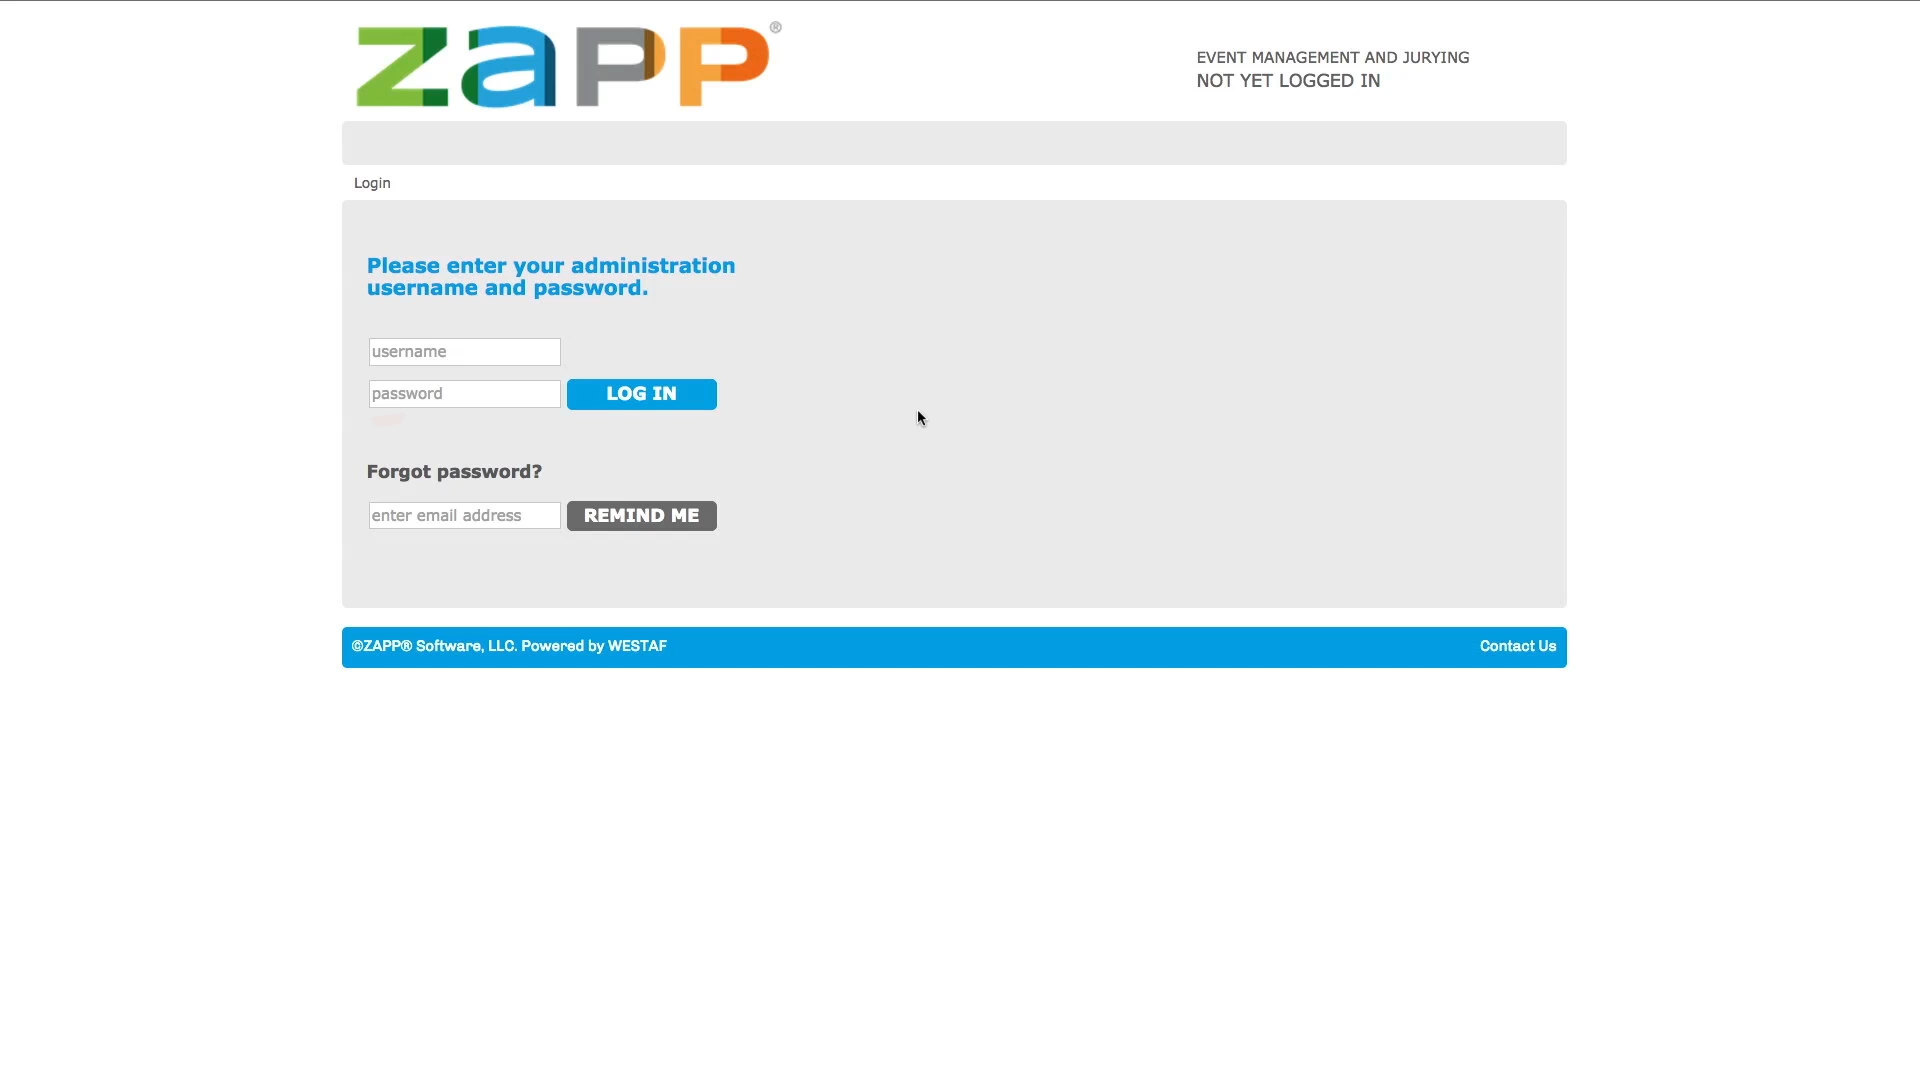 zapp®
EVENT MANAGEMENT AND JURYING
NOT YET LOGGED IN
Login
Please enter your administration
username and password.
username
password
LOG IN
Forgot password?
enter email address
REMIND ME
©ZAPP® Software, LLC. Powered by WESTAF
Contact Us